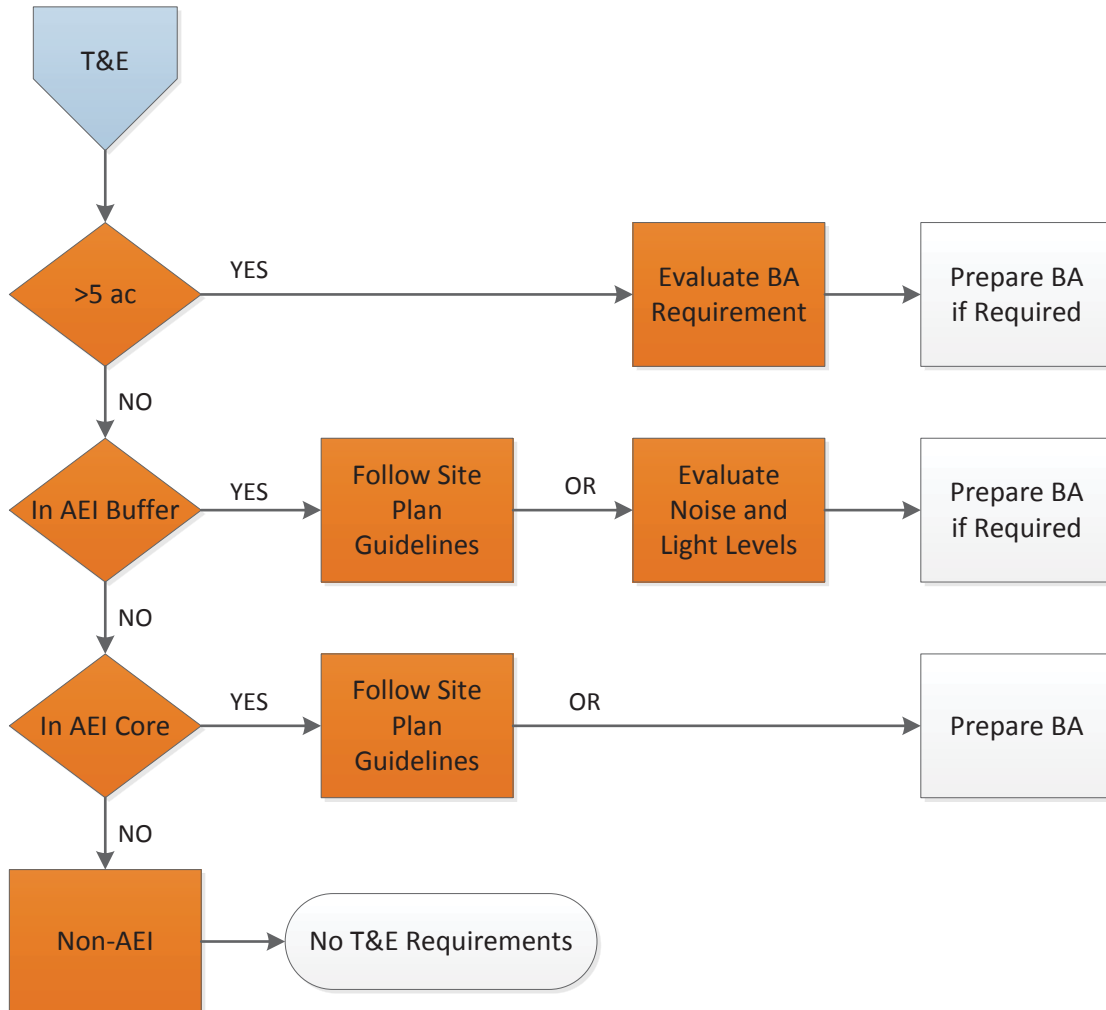 T&E
>5 ac
YES
Evaluate BA
Requirement
Prepare BA
if Required
NO
In AEI Buffer
YES
Follow Site
Plan
Guidelines
OR
Evaluate
Noise and
Light Levels
Prepare BA
if Required
NO
In AEI Core
YES
Follow Site
Plan
Guidelines
OR
Prepare BA
NO
Non-AEI
No T&E Requirements